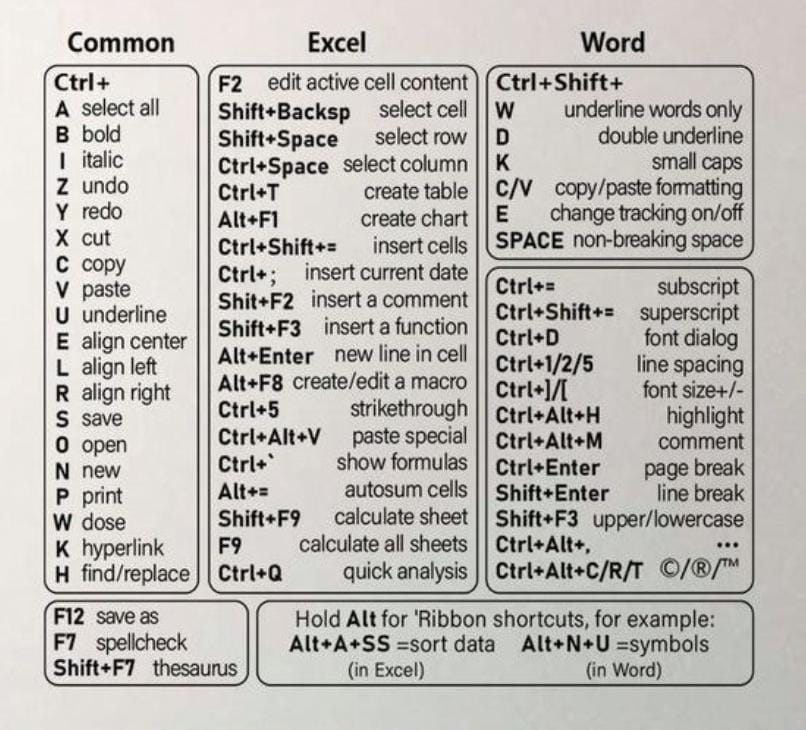 Common
Ctrl+
A select all
B bold
I italic
Z undo
Y redo
X cut
C copy
V paste
U underline
E align center
L align left
R align right
S save
O open
N new
P print
W dose
K hyperlink
H find/replace
Excel
F2 edit active cell content
Shift+Backsp select cell
Shift+Space select row
Ctrl+Space select column
Ctrl+T create table
Alt+F1 create chart
Ctrl+Shift+= insert cells
Ctrl+; insert current date
Shit+F2 insert a comment
Shift+F3 insert a function
Alt+Enter new line in cell
Alt+F8 create/edit a macro
Ctrl+5 strikethrough
Ctrl+Alt+V paste special
Ctrl+` show formulas
Alt+= autosum cells
Shift+F9 calculate sheet
F9 calculate all sheets
Ctrl+Q quick analysis
Word
Ctrl+Shift+
W underline words only
D double underline
K small caps
C/V copy/paste formatting
E change tracking on/off
SPACE non-breaking space
Ctrl+= subscript
Ctrl+Shift+= superscript
Ctrl+D font dialog
Ctrl+1/2/5 line spacing
Ctrl+]/[ font size+/-
Ctrl+Alt+H highlight
Ctrl+Alt+M comment
Ctrl+Enter page break
Shift+Enter line break
Shift+F3 upper/lowercase
Ctrl+Alt+, ...
Ctrl+Alt+C/R/T ©/®/™
F12 save as
F7 spellcheck
Shift+F7 thesaurus
Hold Alt for 'Ribbon shortcuts, for example:
Alt+A+SS =sort data Alt+N+U =symbols
(in Excel) (in Word)